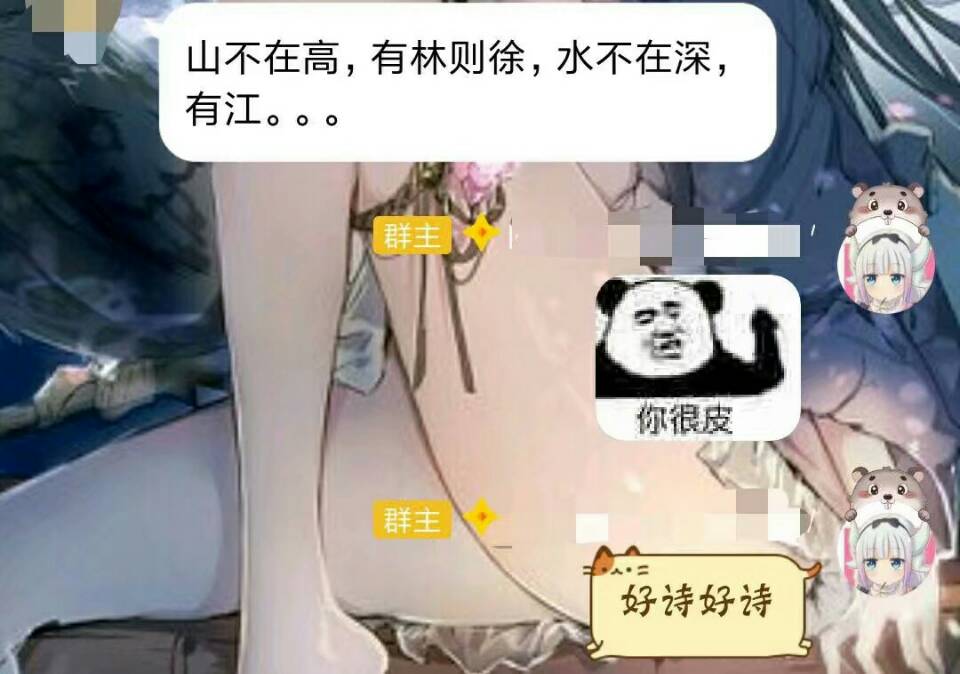 山不在高，有林则徐，水不在深，
有江。。。
群主
你很皮
群主
好诗好诗